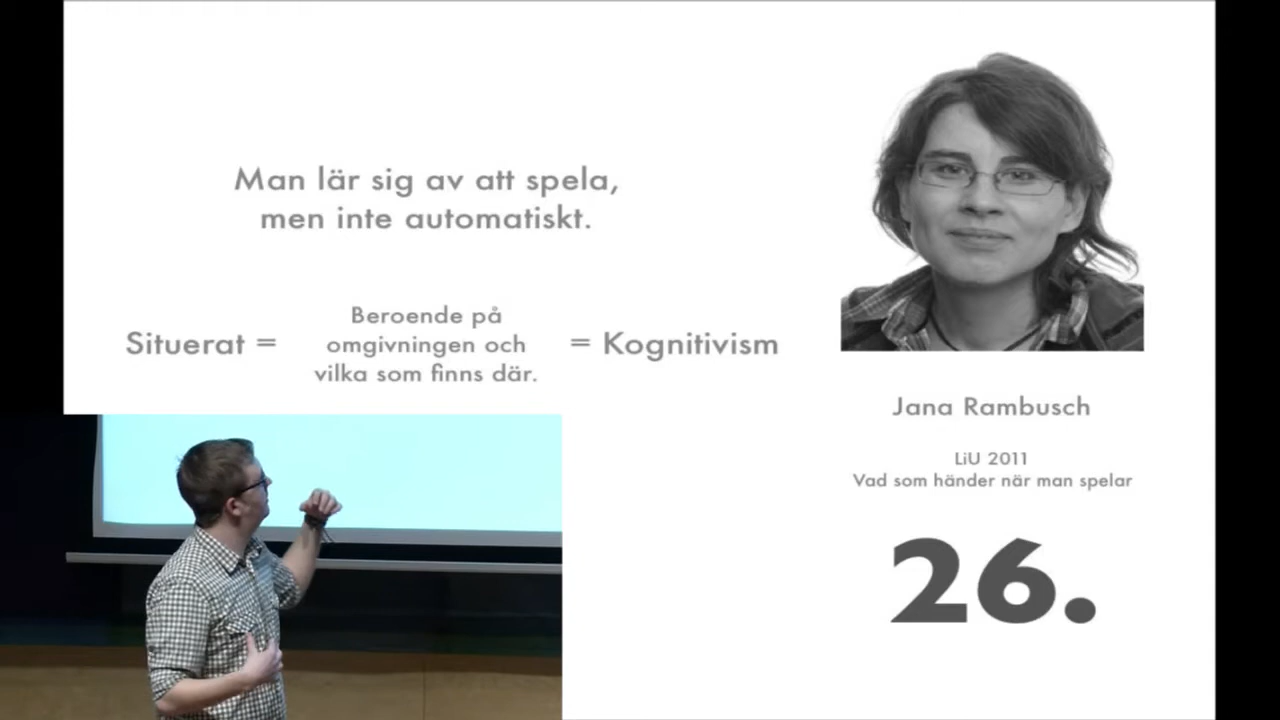 Man lär sig av att spela,
men inte automatiskt.
Situerat =
Beroende på
omgivningen och
vilka som finns där.
= Kognitivism
Jana Rambusch
LiU 2011
Vad som händer när man spelar
26.